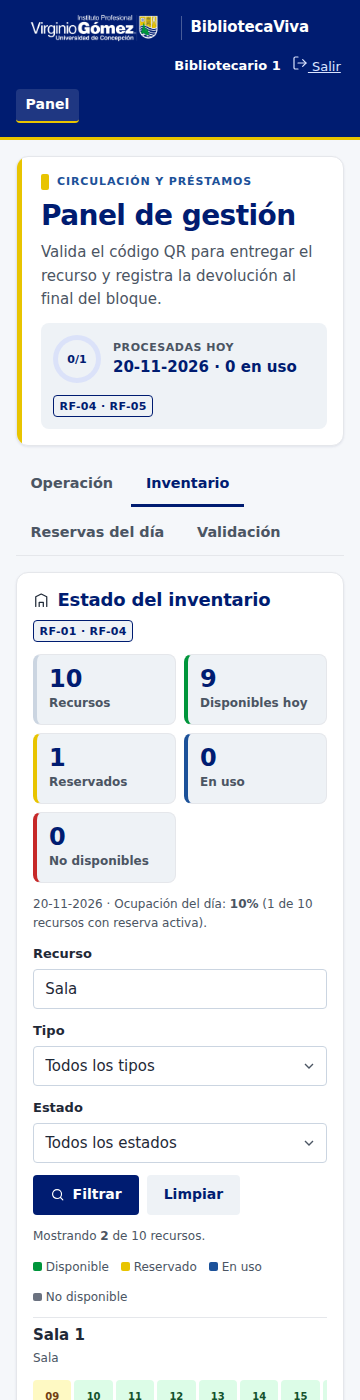 Instituto Profesional
VirginioGómez
Universidad de Concepción
BibliotecaViva
Bibliotecario 1 Salir
Panel
CIRCULACIÓN Y PRÉSTAMOS
Panel de gestión
Valida el código QR para entregar el
recurso y registra la devolución al
final del bloque.
0/1
PROCESADAS HOY
20-11-2026 · 0 en uso
RF-04 · RF-05
Operación Inventario
Reservas del día Validación
Estado del inventario
RF-01 · RF-04
10
Recursos
9
Disponibles hoy
1
Reservados
0
En uso
0
No disponibles
20-11-2026 · Ocupación del día: 10% (1 de 10
recursos con reserva activa).
Recurso
Sala
Tipo
Todos los tipos
Estado
Todos los estados
Filtrar Limpiar
Mostrando 2 de 10 recursos.
Disponible Reservado En uso
No disponible
Sala 1
Sala
09 10 11 12 13 14 15